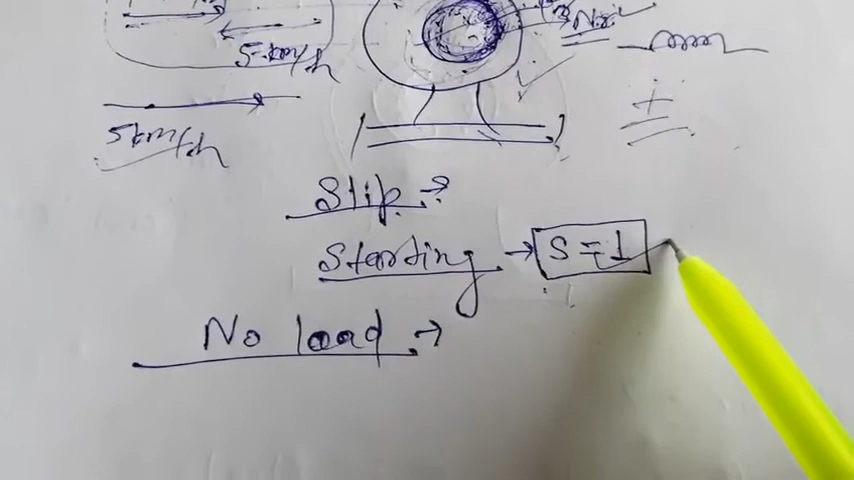 5km/h
5km/h
+
Slip →
Starting → S = 1
No load →